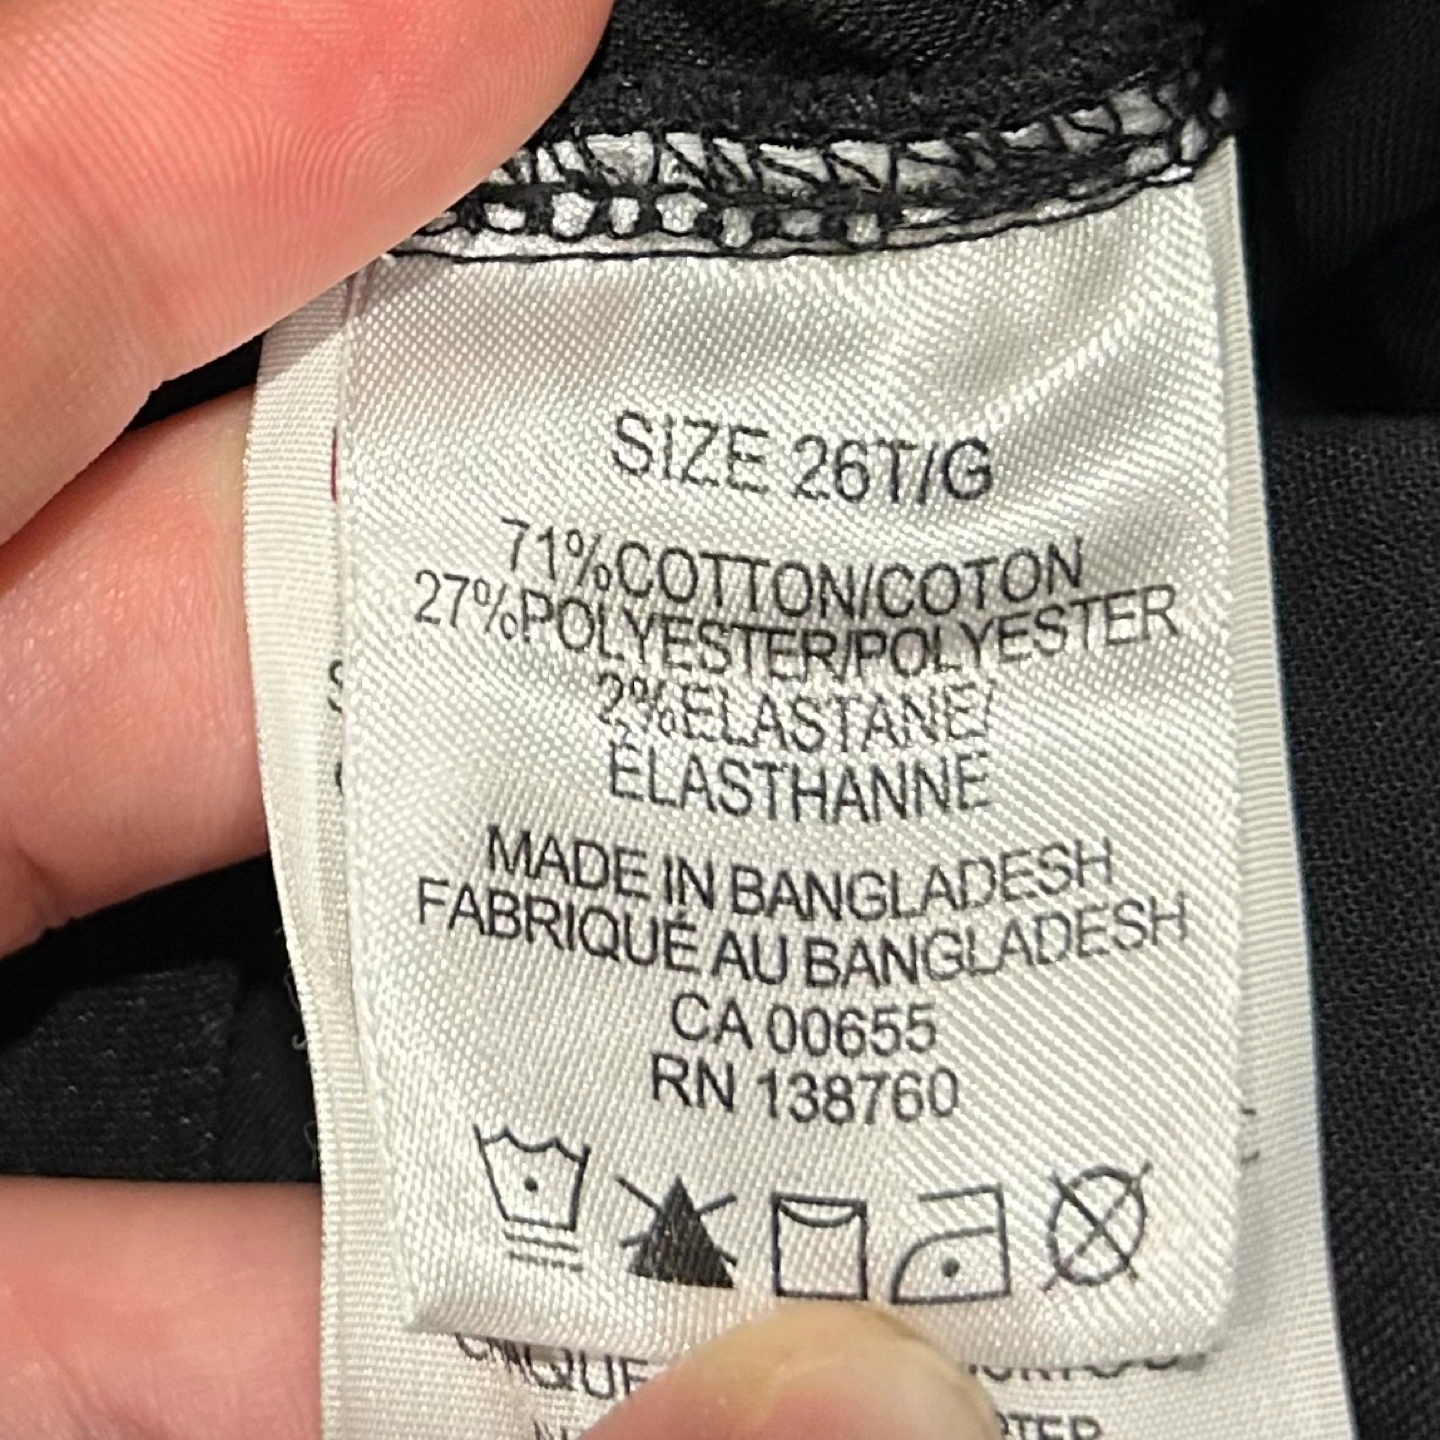 SIZE 26T/G
71%COTTON/COTON
27%POLYESTER/POLYESTER
2%ELASTANE/
ÉLASTHANNE
MADE IN BANGLADESH
FABRIQUÉ AU BANGLADESH
CA 00655
RN 138760